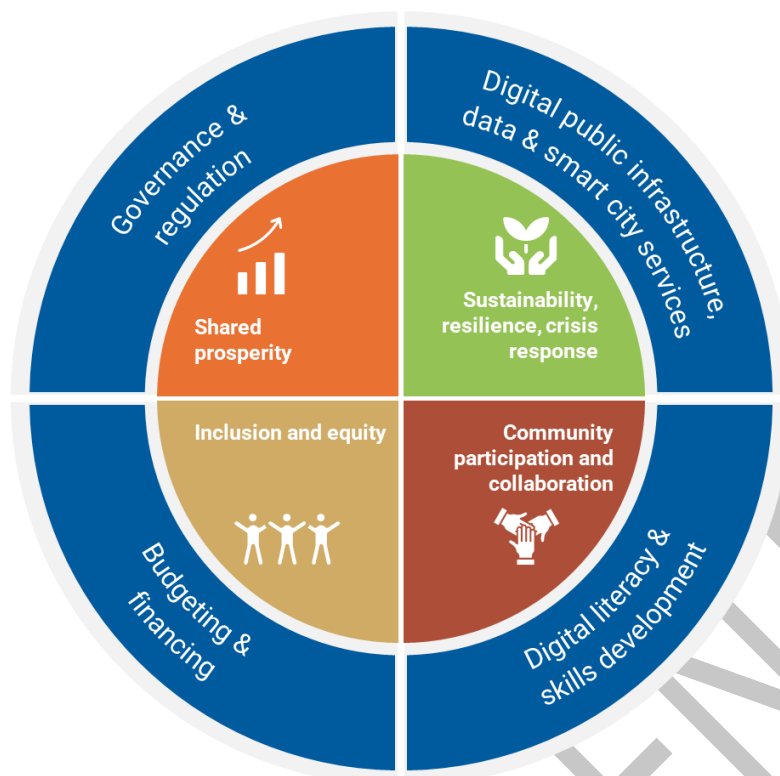 Governance &
regulation
Digital public infrastructure,
data & smart city services
Shared
prosperity
Sustainability,
resilience, crisis
response
Inclusion and equity
Community
participation and
collaboration
Budgeting &
financing
Digital literacy &
skills development